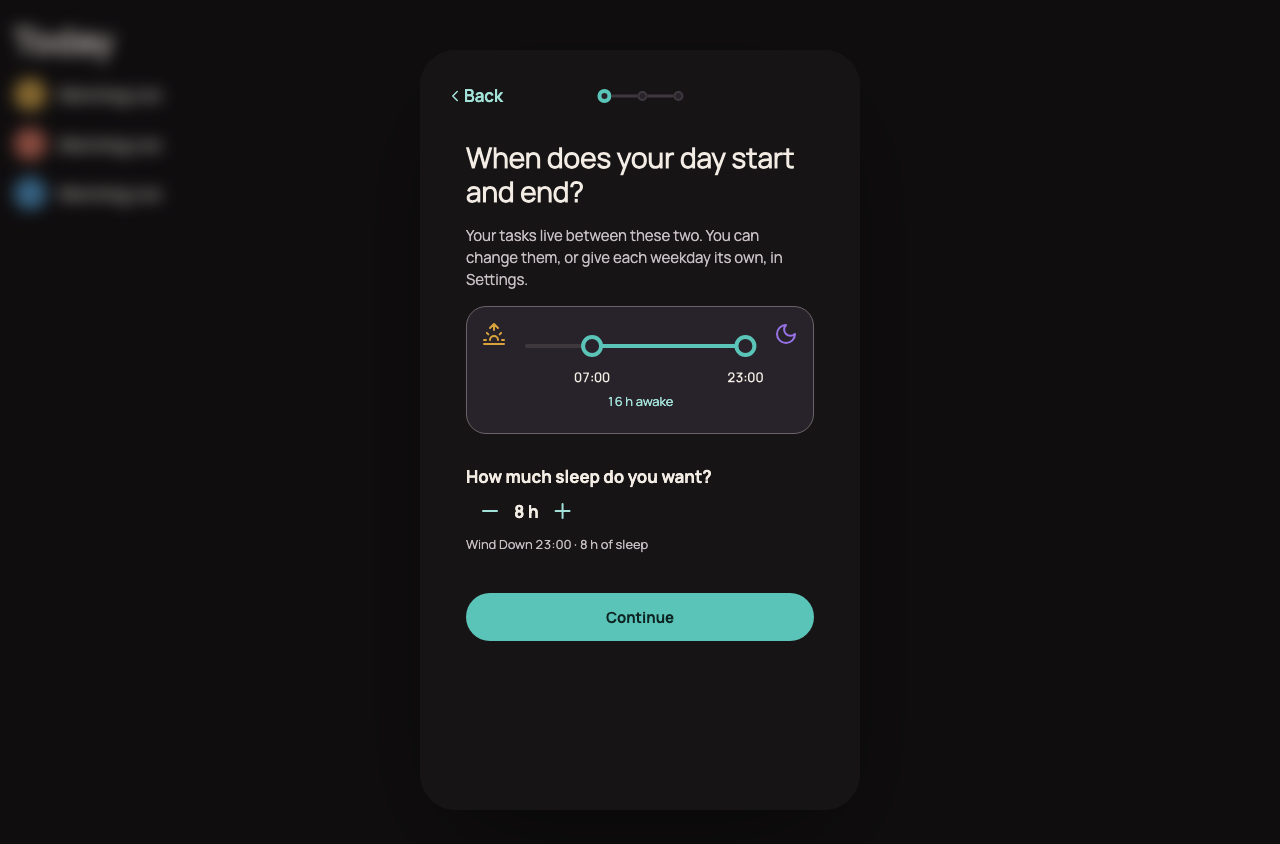 Today
Back
When does your day start
and end?
Your tasks live between these two. You can
change them, or give each weekday its own, in
Settings.
07:00
23:00
16 h awake
How much sleep do you want?
8 h
Wind Down 23:00 · 8 h of sleep
Continue